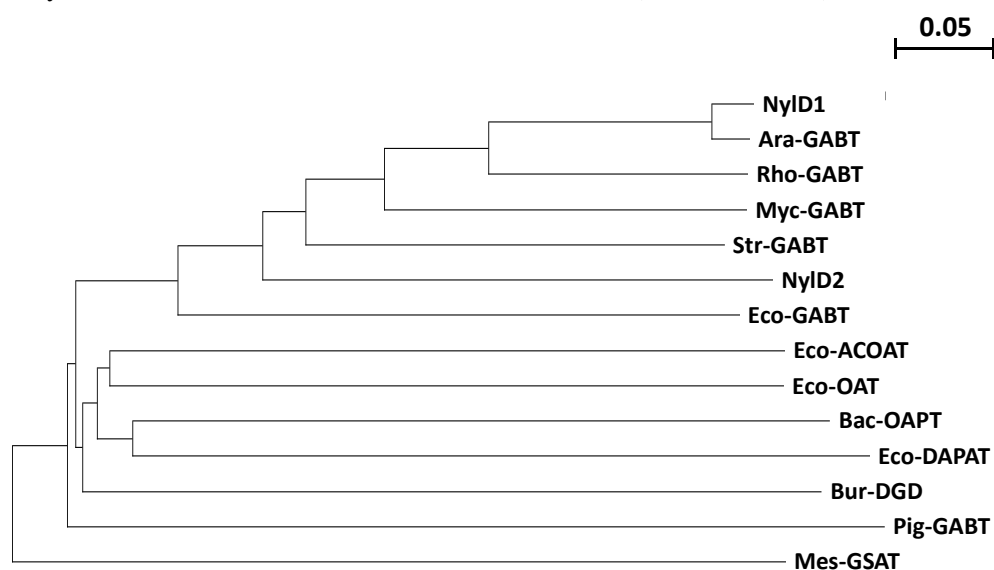 0.05
NylD1
Ara-GABT
Rho-GABT
Myc-GABT
Str-GABT
NylD2
Eco-GABT
Eco-ACOAT
Eco-OAT
Bac-OAPT
Eco-DAPAT
Bur-DGD
Pig-GABT
Mes-GSAT